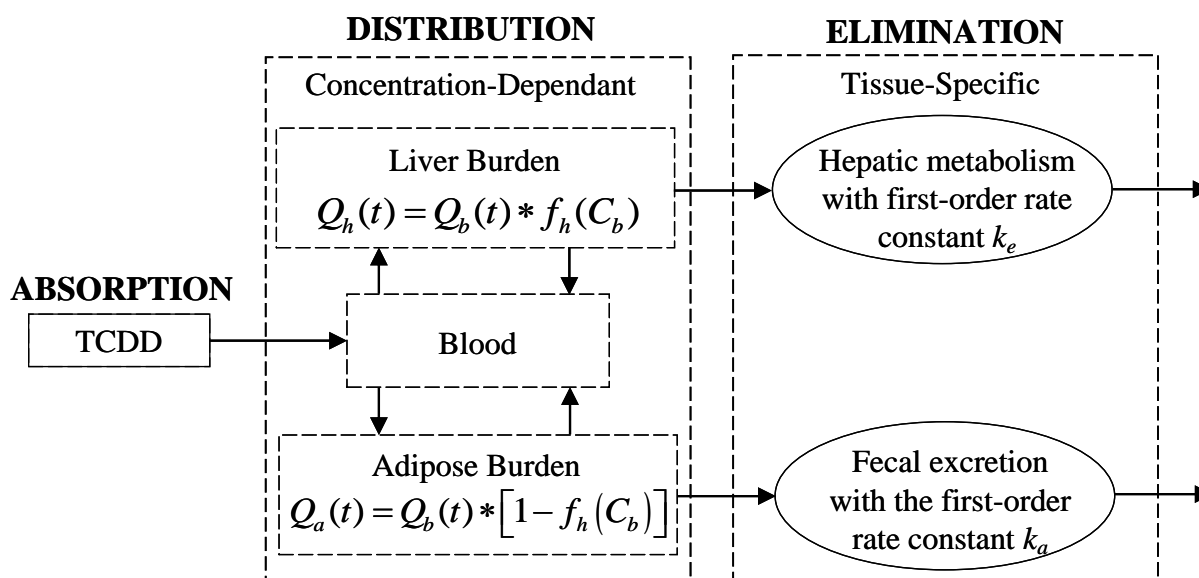 DISTRIBUTION
Concentration-Dependant
Liver Burden
Q_h(t) = Q_b(t) * f_h(C_b)
ABSORPTION
TCDD
Blood
Adipose Burden
Q_a(t) = Q_b(t) * [1 − f_h(C_b)]
ELIMINATION
Tissue-Specific
Hepatic metabolism
with first-order rate
constant k_e
Fecal excretion
with the first-order
rate constant k_a